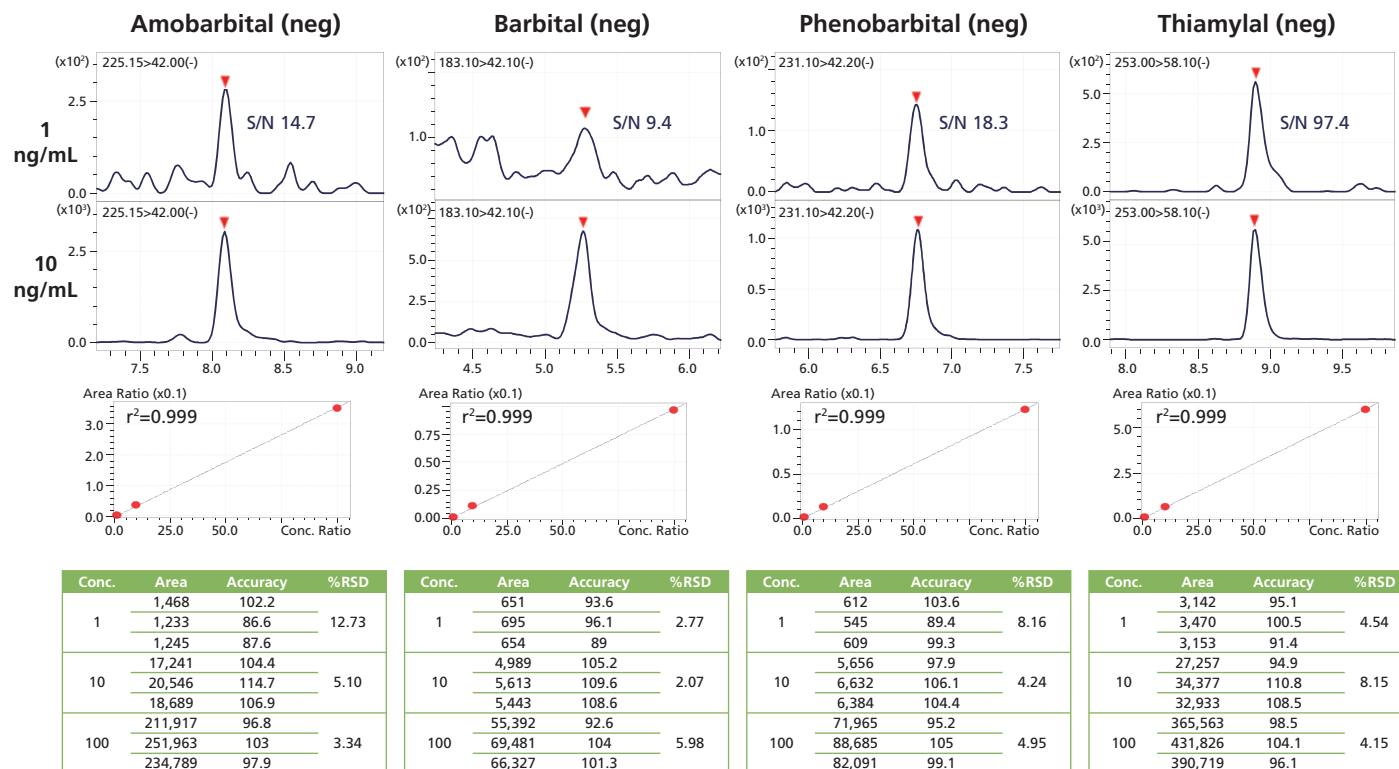 Amobarbital (neg)
Barbital (neg)
Phenobarbital (neg)
Thiamylal (neg)
1
ng/mL
(x10²) 225.15>42.00(-)
S/N 14.7
2.5
0.0
(x10²) 183.10>42.10(-)
S/N 9.4
1.0
(x10²) 231.10>42.20(-)
S/N 18.3
1.0
0.0
(x10²) 253.00>58.10(-)
S/N 97.4
5.0
2.5
0.0
10
ng/mL
(x10³) 225.15>42.00(-)
2.5
0.0
7.5 8.0 8.5 9.0
(x10²) 183.10>42.10(-)
5.0
2.5
0.0
4.5 5.0 5.5 6.0
(x10³) 231.10>42.20(-)
1.0
0.5
0.0
6.0 6.5 7.0 7.5
(x10³) 253.00>58.10(-)
5.0
2.5
0.0
8.0 8.5 9.0 9.5
Area Ratio (x0.1)
r²=0.999
3.0
2.0
1.0
0.0
0.0 25.0 50.0 Conc. Ratio
Area Ratio (x0.1)
r²=0.999
0.75
0.50
0.25
0.00
0.0 25.0 50.0 Conc. Ratio
Area Ratio (x0.1)
r²=0.999
1.0
0.5
0.0
0.0 25.0 50.0 Conc. Ratio
Area Ratio (x0.1)
r²=0.999
5.0
2.5
0.0
0.0 25.0 50.0 Conc. Ratio
Conc. Area Accuracy %RSD
1,468 102.2
1 1,233 86.6 12.73
1,245 87.6
17,241 104.4
10 20,546 114.7 5.10
18,689 106.9
211,917 96.8
100 251,963 103 3.34
234,789 97.9
Conc. Area Accuracy %RSD
651 93.6
1 695 96.1 2.77
654 89
4,989 105.2
10 5,613 109.6 2.07
5,443 108.6
55,392 92.6
100 69,481 104 5.98
66,327 101.3
Conc. Area Accuracy %RSD
612 103.6
1 545 89.4 8.16
609 99.3
5,656 97.9
10 6,632 106.1 4.24
6,384 104.4
71,965 95.2
100 88,685 105 4.95
82,091 99.1
Conc. Area Accuracy %RSD
3,142 95.1
1 3,470 100.5 4.54
3,153 91.4
27,257 94.9
10 34,377 110.8 8.15
32,933 108.5
365,563 98.5
100 431,826 104.1 4.15
390,719 96.1